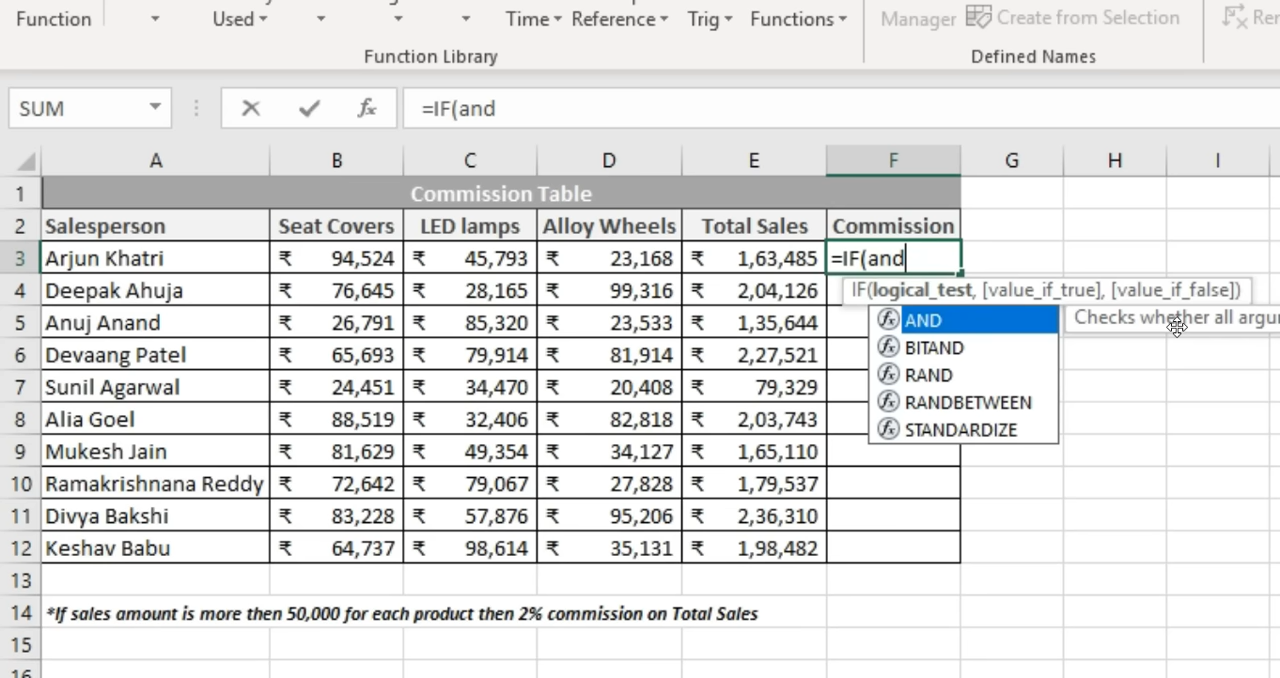 Function Used Time Reference Trig Functions Manager Create from Selection
Function Library Defined Names
SUM fx =IF(and
A B C D E F G H I
1 Commission Table
2 Salesperson Seat Covers LED lamps Alloy Wheels Total Sales Commission
3 Arjun Khatri ₹ 94,524 ₹ 45,793 ₹ 23,168 ₹ 1,63,485 =IF(and
4 Deepak Ahuja ₹ 76,645 ₹ 28,165 ₹ 99,316 ₹ 2,04,126
IF(logical_test, [value_if_true], [value_if_false])
5 Anuj Anand ₹ 26,791 ₹ 85,320 ₹ 23,533 ₹ 1,35,644
fx AND Checks whether all
6 Devaang Patel ₹ 65,693 ₹ 79,914 ₹ 81,914 ₹ 2,27,521
fx BITAND
7 Sunil Agarwal ₹ 24,451 ₹ 34,470 ₹ 20,408 ₹ 79,329
fx RAND
8 Alia Goel ₹ 88,519 ₹ 32,406 ₹ 82,818 ₹ 2,03,743
fx RANDBETWEEN
fx STANDARDIZE
9 Mukesh Jain ₹ 81,629 ₹ 49,354 ₹ 34,127 ₹ 1,65,110
10 Ramakrishnana Reddy ₹ 72,642 ₹ 79,067 ₹ 27,828 ₹ 1,79,537
11 Divya Bakshi ₹ 83,228 ₹ 57,876 ₹ 95,206 ₹ 2,36,310
12 Keshav Babu ₹ 64,737 ₹ 98,614 ₹ 35,131 ₹ 1,98,482
13
14 *If sales amount is more then 50,000 for each product then 2% commission on Total Sales
15